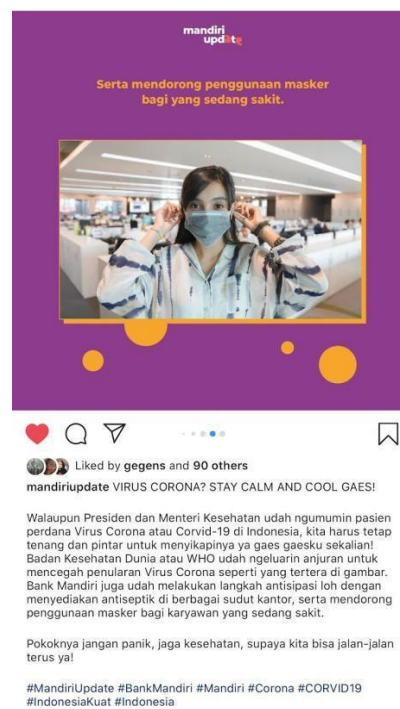 mandiri
update
Serta mendorong penggunaan masker
bagi yang sedang sakit.
Liked by gegens and 90 others
mandiriupdate VIRUS CORONA? STAY CALM AND COOL GAES!
Walaupun Presiden dan Menteri Kesehatan udah ngumumin pasien
perdana Virus Corona atau Corvid-19 di Indonesia, kita harus tetap
tenang dan pintar untuk menyikapinya ya gaes gaesku sekalian!
Badan Kesehatan Dunia atau WHO udah ngeluarin anjuran untuk
mencegah penularan Virus Corona seperti yang tertera di gambar.
Bank Mandiri juga udah melakukan langkah antisipasi loh dengan
menyediakan antiseptik di berbagai sudut kantor, serta mendorong
penggunaan masker bagi karyawan yang sedang sakit.
Pokoknya jangan panik, jaga kesehatan, supaya kita bisa jalan-jalan
terus ya!
#MandiriUpdate #BankMandiri #Mandiri #Corona #CORVID19
#IndonesiaKuat #Indonesia